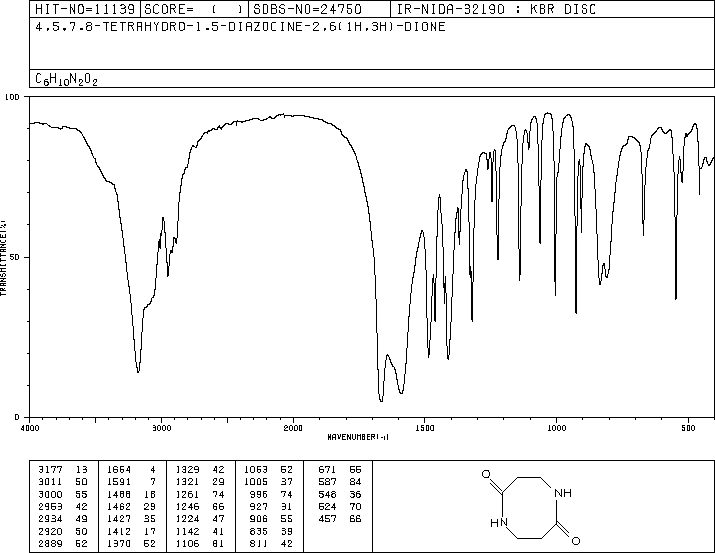 HIT-NO=11139 SCORE= ( ) SDBS-NO=24750 IR-NIDA-32190 : KBR DISC
4,5,7,8-TETRAHYDRO-1,5-DIAZOCINE-2,6(1H,3H)-DIONE
C6H10N2O2
100
50
0
TRANSMITTANCE(%)
4000 3000 2000 1500 1000 500
WAVENUMBER(-1)
3177 13 1664 4 1329 42 1063 52 671 55
3011 50 1591 7 1321 29 1005 37 587 84
3000 55 1488 18 1261 74 996 74 548 36
2953 42 1462 29 1246 66 927 31 524 70
2934 49 1427 35 1224 47 906 55 457 66
2920 50 1412 17 1142 41 835 39
2889 52 1370 52 1106 81 811 42
O
NH
HN
O